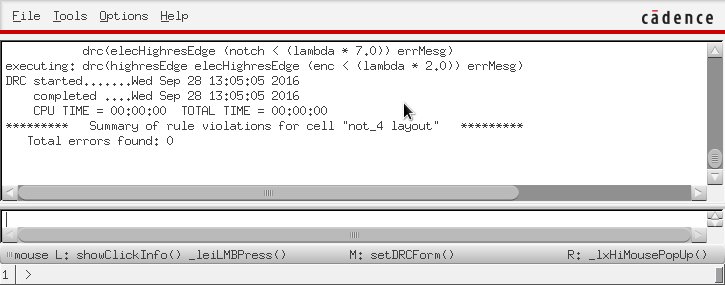 File Tools Options Help
cādence
drc(elecHighresEdge (notch < (lambda * 7.0)) errMesg)
executing: drc(highresEdge elecHighresEdge (enc < (lambda * 2.0)) errMesg)
DRC started.......Wed Sep 28 13:05:05 2016
completed ....Wed Sep 28 13:05:05 2016
CPU TIME = 00:00:00 TOTAL TIME = 00:00:00
********* Summary of rule violations for cell "not_4 layout" *********
Total errors found: 0
mouse L: showClickInfo() _leiLMBPress() M: setDRCForm() R: _lxHiMousePopUp()
1 >